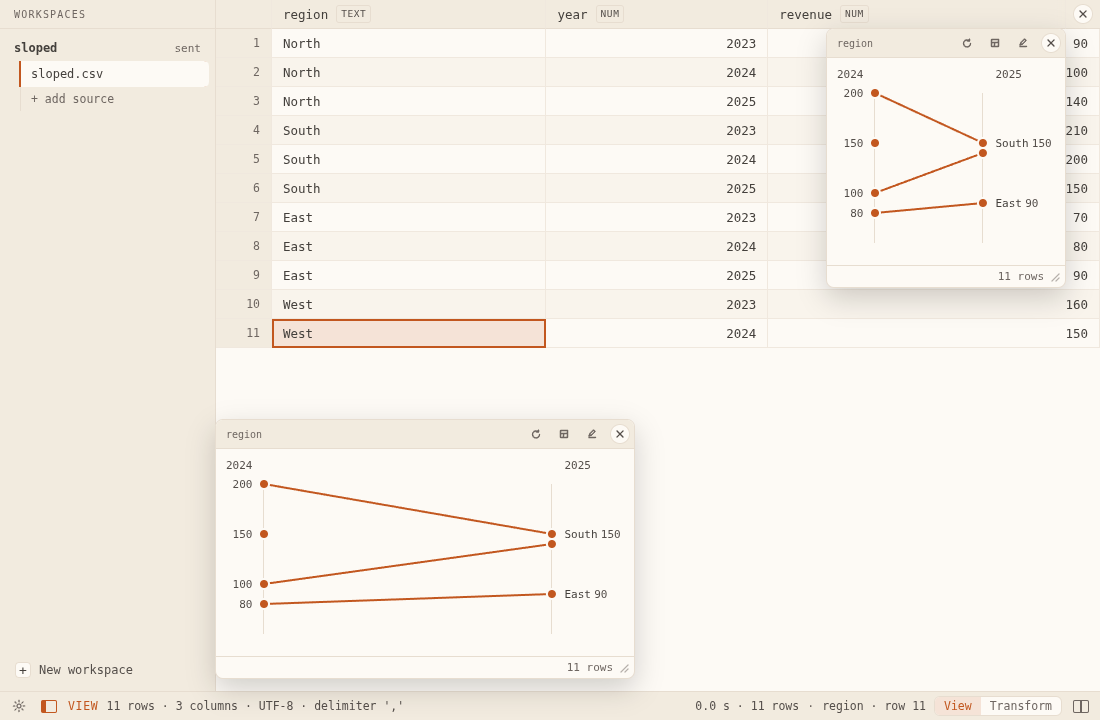 WORKSPACES
sloped sent
sloped.csv
+ add source
+ New workspace
region TEXT year NUM revenue NUM
1 North 2023 90
2 North 2024 100
3 North 2025 140
4 South 2023 210
5 South 2024 200
6 South 2025 150
7 East 2023 70
8 East 2024 80
9 East 2025 90
10 West 2023 160
11 West 2024 150
region
2024 2025
200
150 South 150
100
80 East 90
11 rows
region
2024 2025
200
150 South 150
100
80 East 90
11 rows
VIEW 11 rows · 3 columns · UTF-8 · delimiter ',' 0.0 s · 11 rows · region · row 11 View Transform